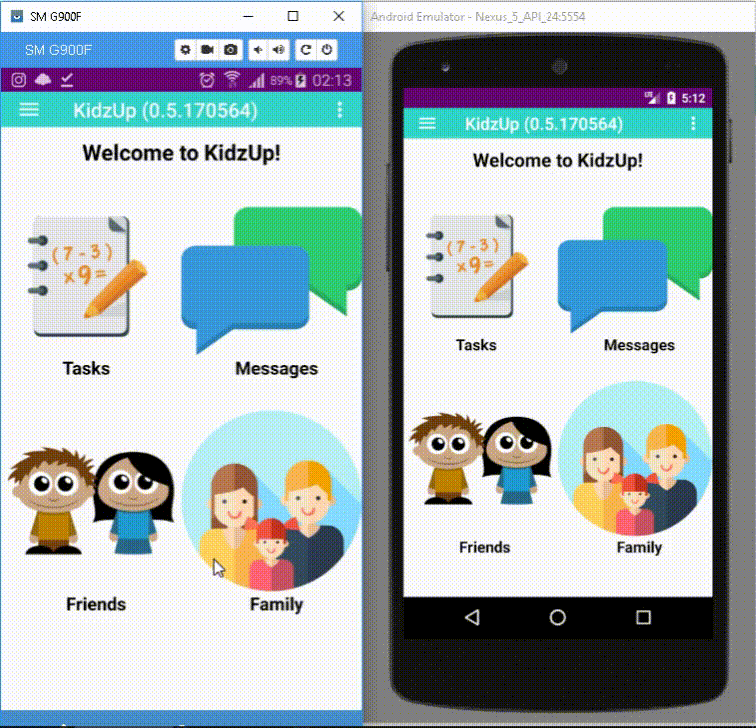 SM G900F
SM G900F
89% 02:13
KidzUp (0.5.170564)
Welcome to KidzUp!
( 7 - 3 )
x 9 =
Tasks
Messages
Friends
Family
Android Emulator - Nexus_5_API_24:5554
LTE 5:12
KidzUp (0.5.170564)
Welcome to KidzUp!
( 7 - 3 )
x 9 =
Tasks
Messages
Friends
Family